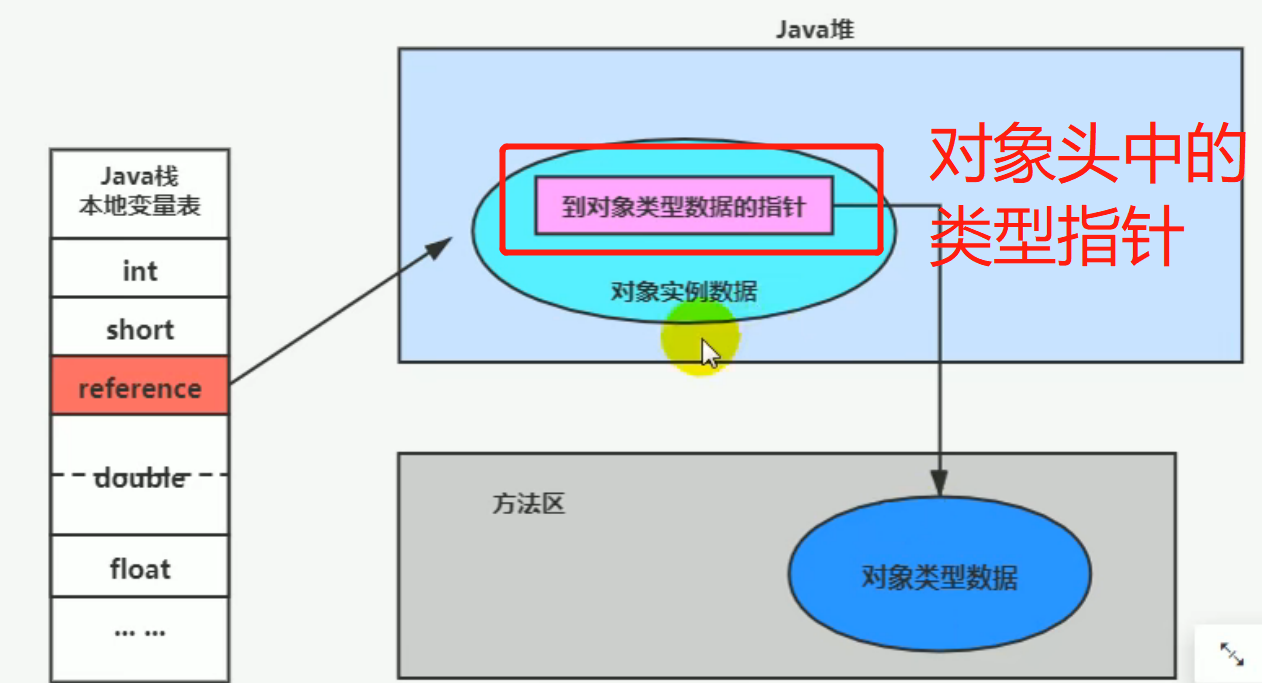 Java堆
对象头中的
类型指针
Java栈
本地变量表
int
short
reference
double
float
... ...
到对象类型数据的指针
对象实例数据
方法区
对象类型数据